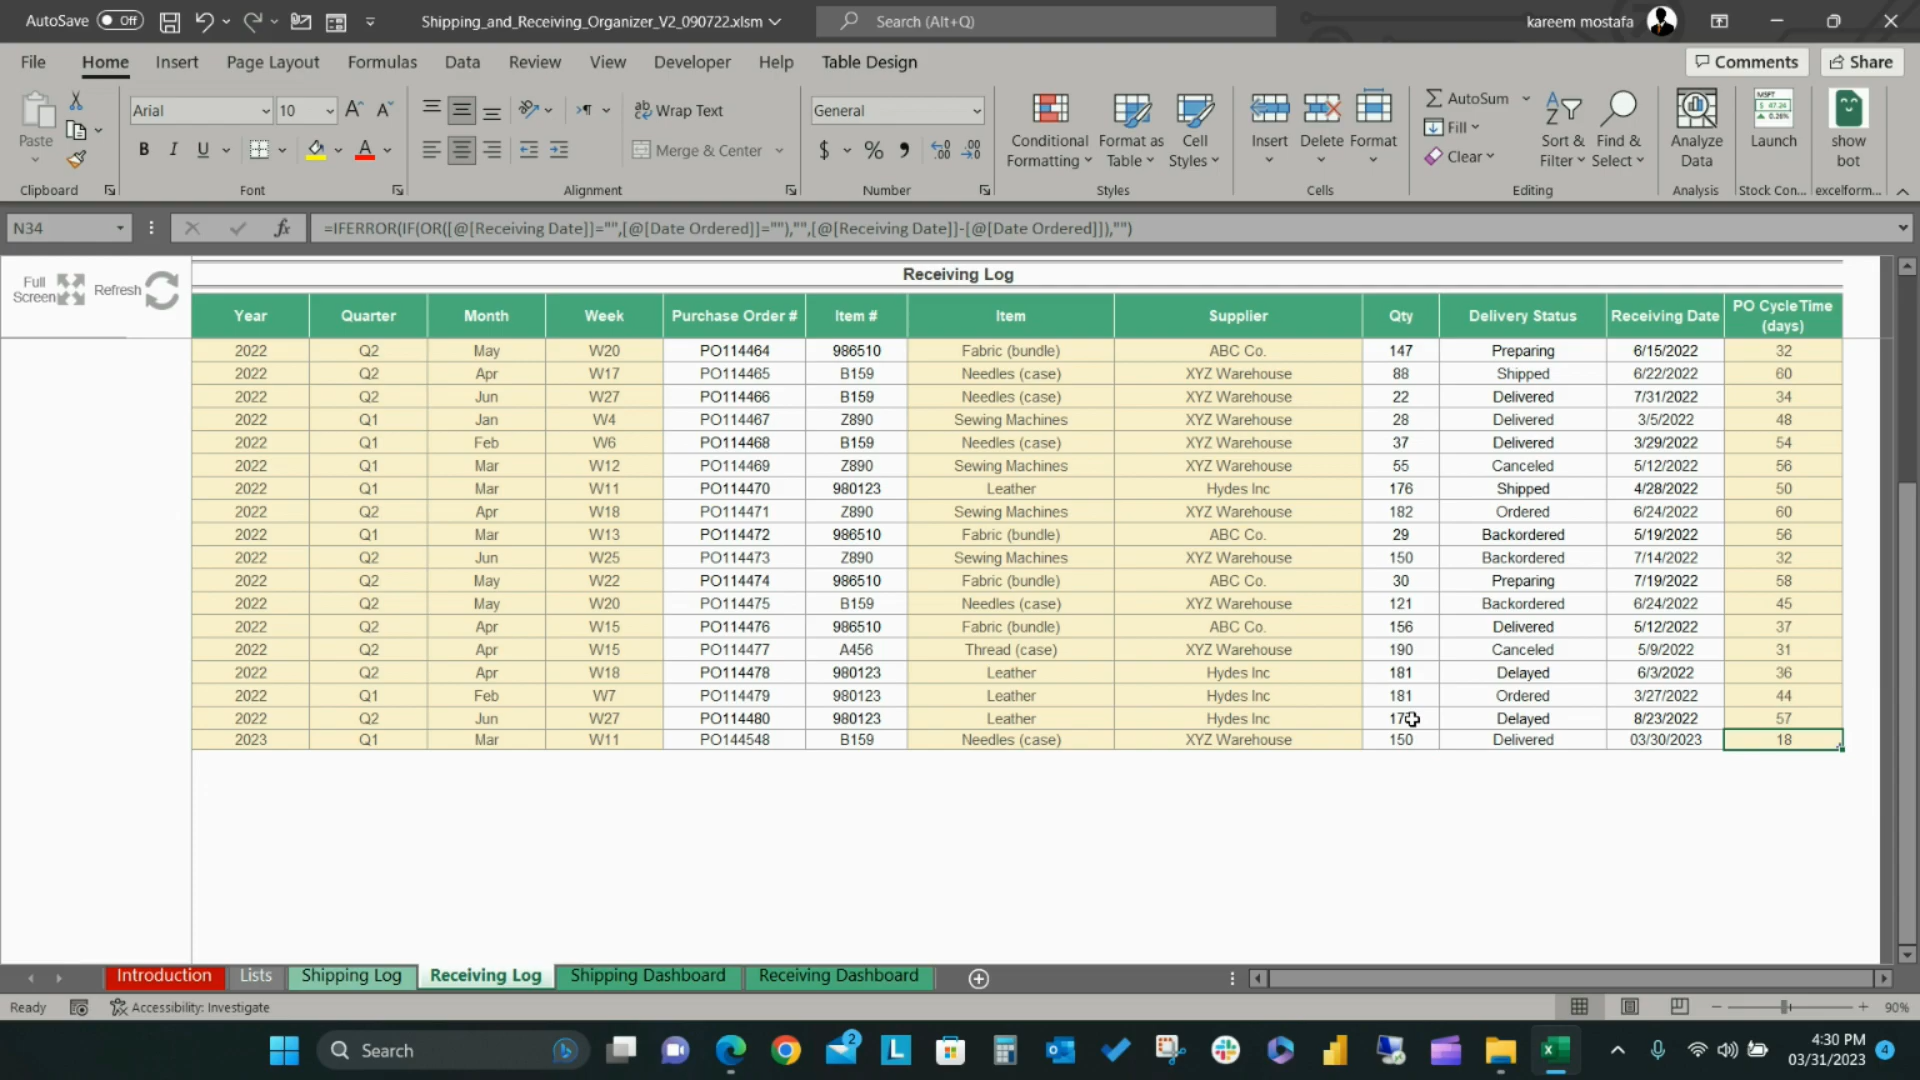 AutoSave Off Shipping_and_Receiving_Organizer_V2_090722.xlsm Search (Alt+Q) kareem mostafa
File Home Insert Page Layout Formulas Data Review View Developer Help Table Design Comments Share
Paste Arial 10 Wrap Text General Conditional Formatting Format as Table Cell Styles Insert Delete Format AutoSum Fill Clear Sort & Filter Find & Select Analyze Data Launch show bot
B I U Merge & Center $ % 9
Clipboard Font Alignment Number Styles Cells Editing Analysis Stock Con... excelform...
N34 fx =IFERROR(IF(OR([@[Receiving Date]]="",[@[Date Ordered]]=""),"",[@[Receiving Date]]-[@[Date Ordered]]),"")
Full Screen Refresh
Receiving Log
Year Quarter Month Week Purchase Order # Item # Item Supplier Qty Delivery Status Receiving Date PO Cycle Time (days)
2022 Q2 May W20 PO114464 986510 Fabric (bundle) ABC Co. 147 Preparing 6/15/2022 32
2022 Q2 Apr W17 PO114465 B159 Needles (case) XYZ Warehouse 88 Shipped 6/22/2022 60
2022 Q2 Jun W27 PO114466 B159 Needles (case) XYZ Warehouse 22 Delivered 7/31/2022 34
2022 Q1 Jan W4 PO114467 Z890 Sewing Machines XYZ Warehouse 28 Delivered 3/5/2022 48
2022 Q1 Feb W6 PO114468 B159 Needles (case) XYZ Warehouse 37 Delivered 3/29/2022 54
2022 Q1 Mar W12 PO114469 Z890 Sewing Machines XYZ Warehouse 55 Canceled 5/12/2022 56
2022 Q1 Mar W11 PO114470 980123 Leather Hydes Inc 176 Shipped 4/28/2022 50
2022 Q2 Apr W18 PO114471 Z890 Sewing Machines XYZ Warehouse 182 Ordered 6/24/2022 60
2022 Q1 Mar W13 PO114472 986510 Fabric (bundle) ABC Co. 29 Backordered 5/19/2022 56
2022 Q2 Jun W25 PO114473 Z890 Sewing Machines XYZ Warehouse 150 Backordered 7/14/2022 32
2022 Q2 May W22 PO114474 986510 Fabric (bundle) ABC Co. 30 Preparing 7/19/2022 58
2022 Q2 May W20 PO114475 B159 Needles (case) XYZ Warehouse 121 Backordered 6/24/2022 45
2022 Q2 Apr W15 PO114476 986510 Fabric (bundle) ABC Co. 156 Delivered 5/12/2022 37
2022 Q2 Apr W15 PO114477 A456 Thread (case) XYZ Warehouse 190 Canceled 5/9/2022 31
2022 Q2 Apr W18 PO114478 980123 Leather Hydes Inc 181 Delayed 6/3/2022 36
2022 Q1 Feb W7 PO114479 980123 Leather Hydes Inc 181 Ordered 3/27/2022 44
2022 Q2 Jun W27 PO114480 980123 Leather Hydes Inc Delayed 8/23/2022 57
2023 Q1 Mar W11 PO144548 B159 Needles (case) XYZ Warehouse 150 Delivered 03/30/2023 18
Introduction Lists Shipping Log Receiving Log Shipping Dashboard Receiving Dashboard
Ready Accessibility: Investigate 90%
Search 2 L 4:30 PM 4
03/31/2023